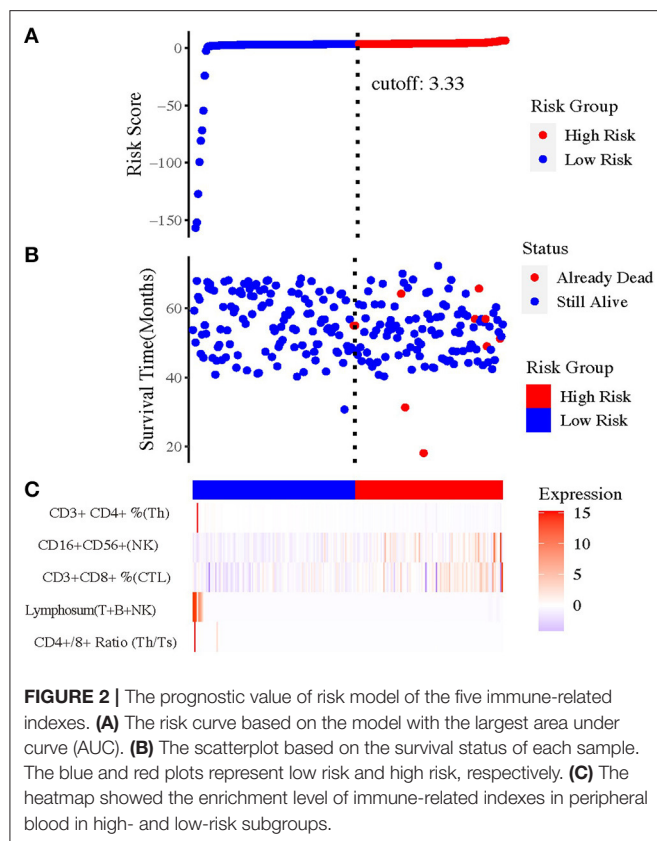 A
Risk Score
0
−50
−100
−150
cutoff: 3.33
Risk Group
High Risk
Low Risk
B
Survival Time(Months)
60
40
20
Status
Already Dead
Still Alive
Risk Group
High Risk
Low Risk
C
CD3+ CD4+ %(Th)
CD16+CD56+(NK)
CD3+CD8+ %(CTL)
Lymphosum(T+B+NK)
CD4+/8+ Ratio (Th/Ts)
Expression
15
10
5
0
FIGURE 2 | The prognostic value of risk model of the five immune-related
indexes. (A) The risk curve based on the model with the largest area under
curve (AUC). (B) The scatterplot based on the survival status of each sample.
The blue and red plots represent low risk and high risk, respectively. (C) The
heatmap showed the enrichment level of immune-related indexes in peripheral
blood in high- and low-risk subgroups.